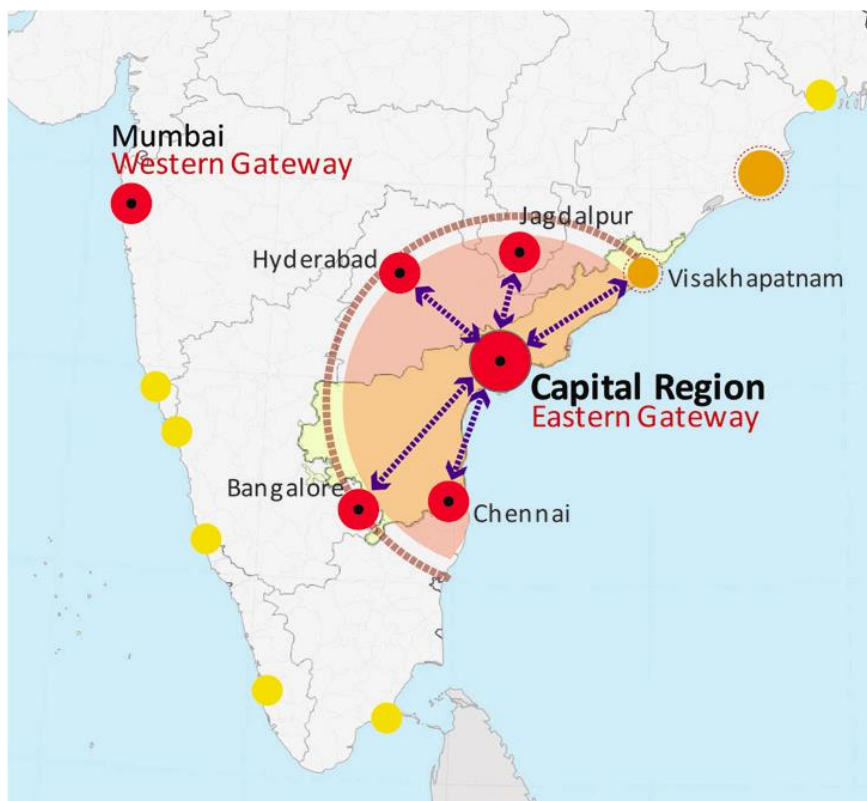 Mumbai
Western Gateway
Jagdalpur
Hyderabad
Visakhapatnam
Capital Region
Eastern Gateway
Bangalore
Chennai